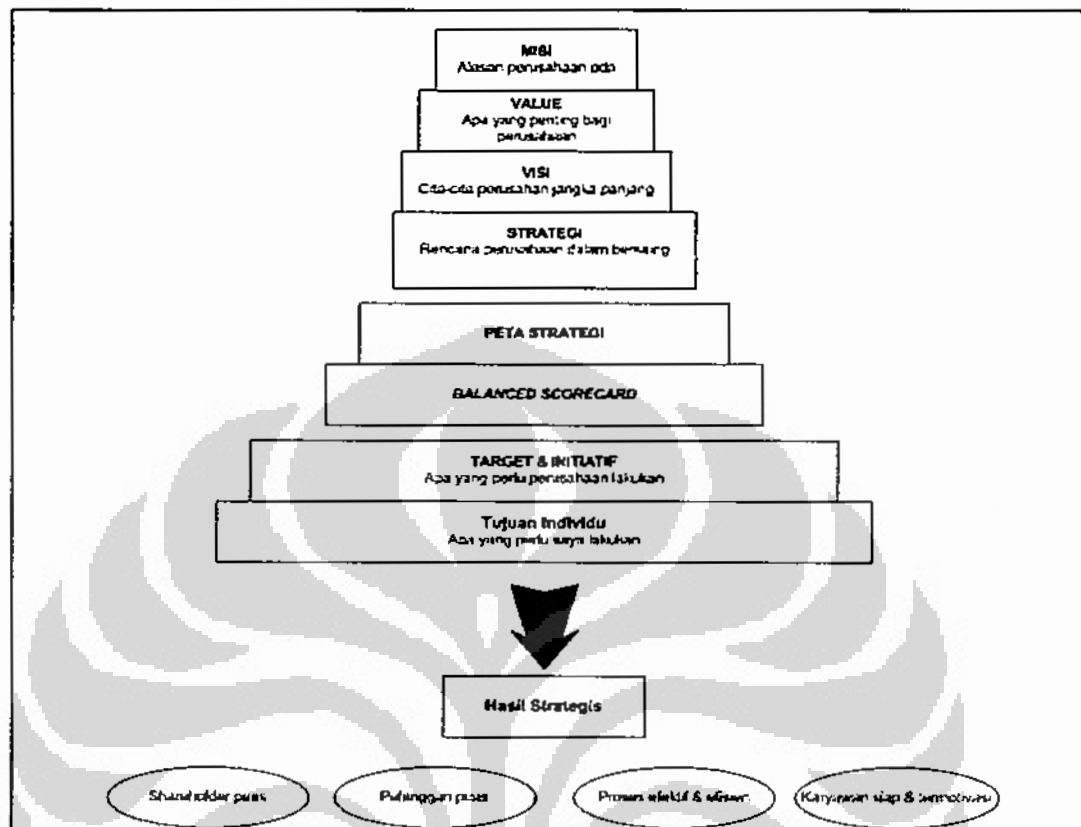 MISI
Alasan perusahaan ada
VALUE
Apa yang penting bagi
perusahaan
VISI
Cita-cita perusahan jangka panjang
STRATEGI
Rencana perusahaan dalam bersaing
PETA STRATEGI
BALANCED SCORECARD
TARGET & INITIATIF
Apa yang perlu perusahaan lakukan
Tujuan Individu
Apa yang perlu saya lakukan
Hasil Strategis
Shareholder puas
Pelanggan puas
Proses efektif & efisien
Karyawan siap & termotivasi